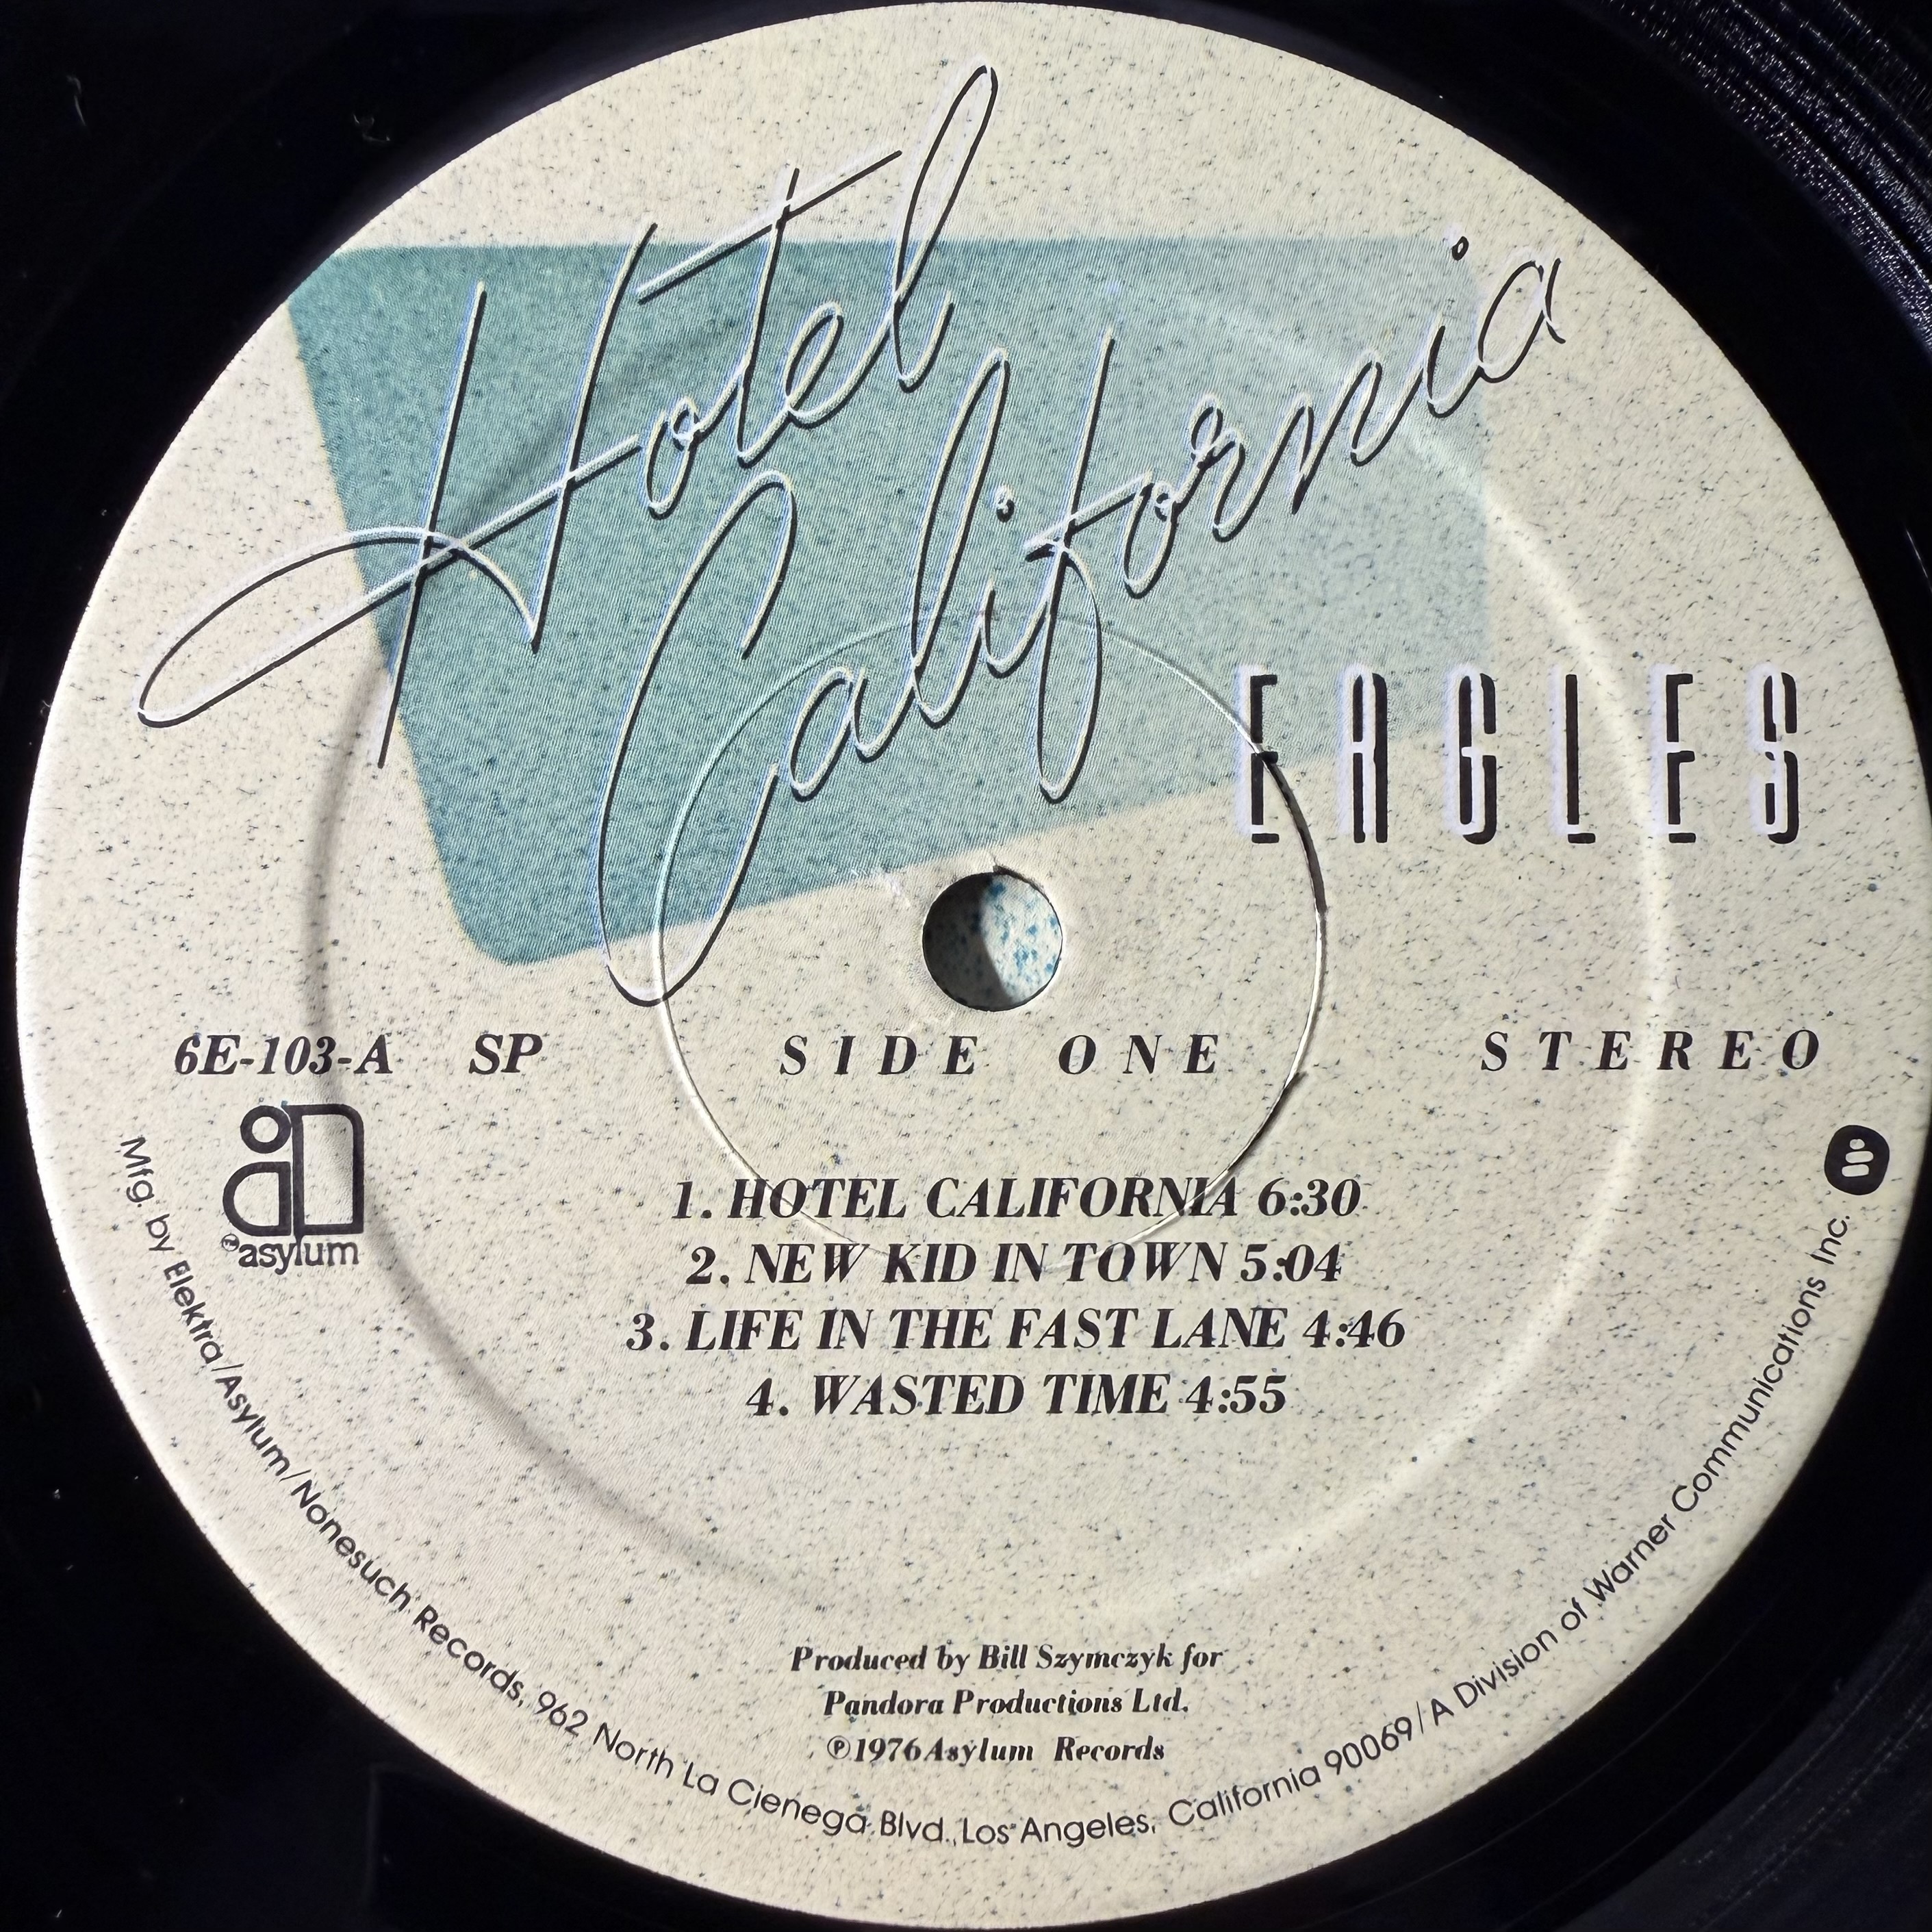 Hotel
California
EAGLES
6E-103-A SP SIDE ONE STEREO
asylum
1. HOTEL CALIFORNIA 6:30
2. NEW KID IN TOWN 5:04
3. LIFE IN THE FAST LANE 4:46
4. WASTED TIME 4:55
Produced by Bill Szymczyk for
Pandora Productions Ltd.
℗1976 Asylum Records
Mfg. by Elektra/Asylum/Nonesuch Records, 962 North La Cienega Blvd., Los Angeles, California 90069/A Division of Warner Communications Inc.